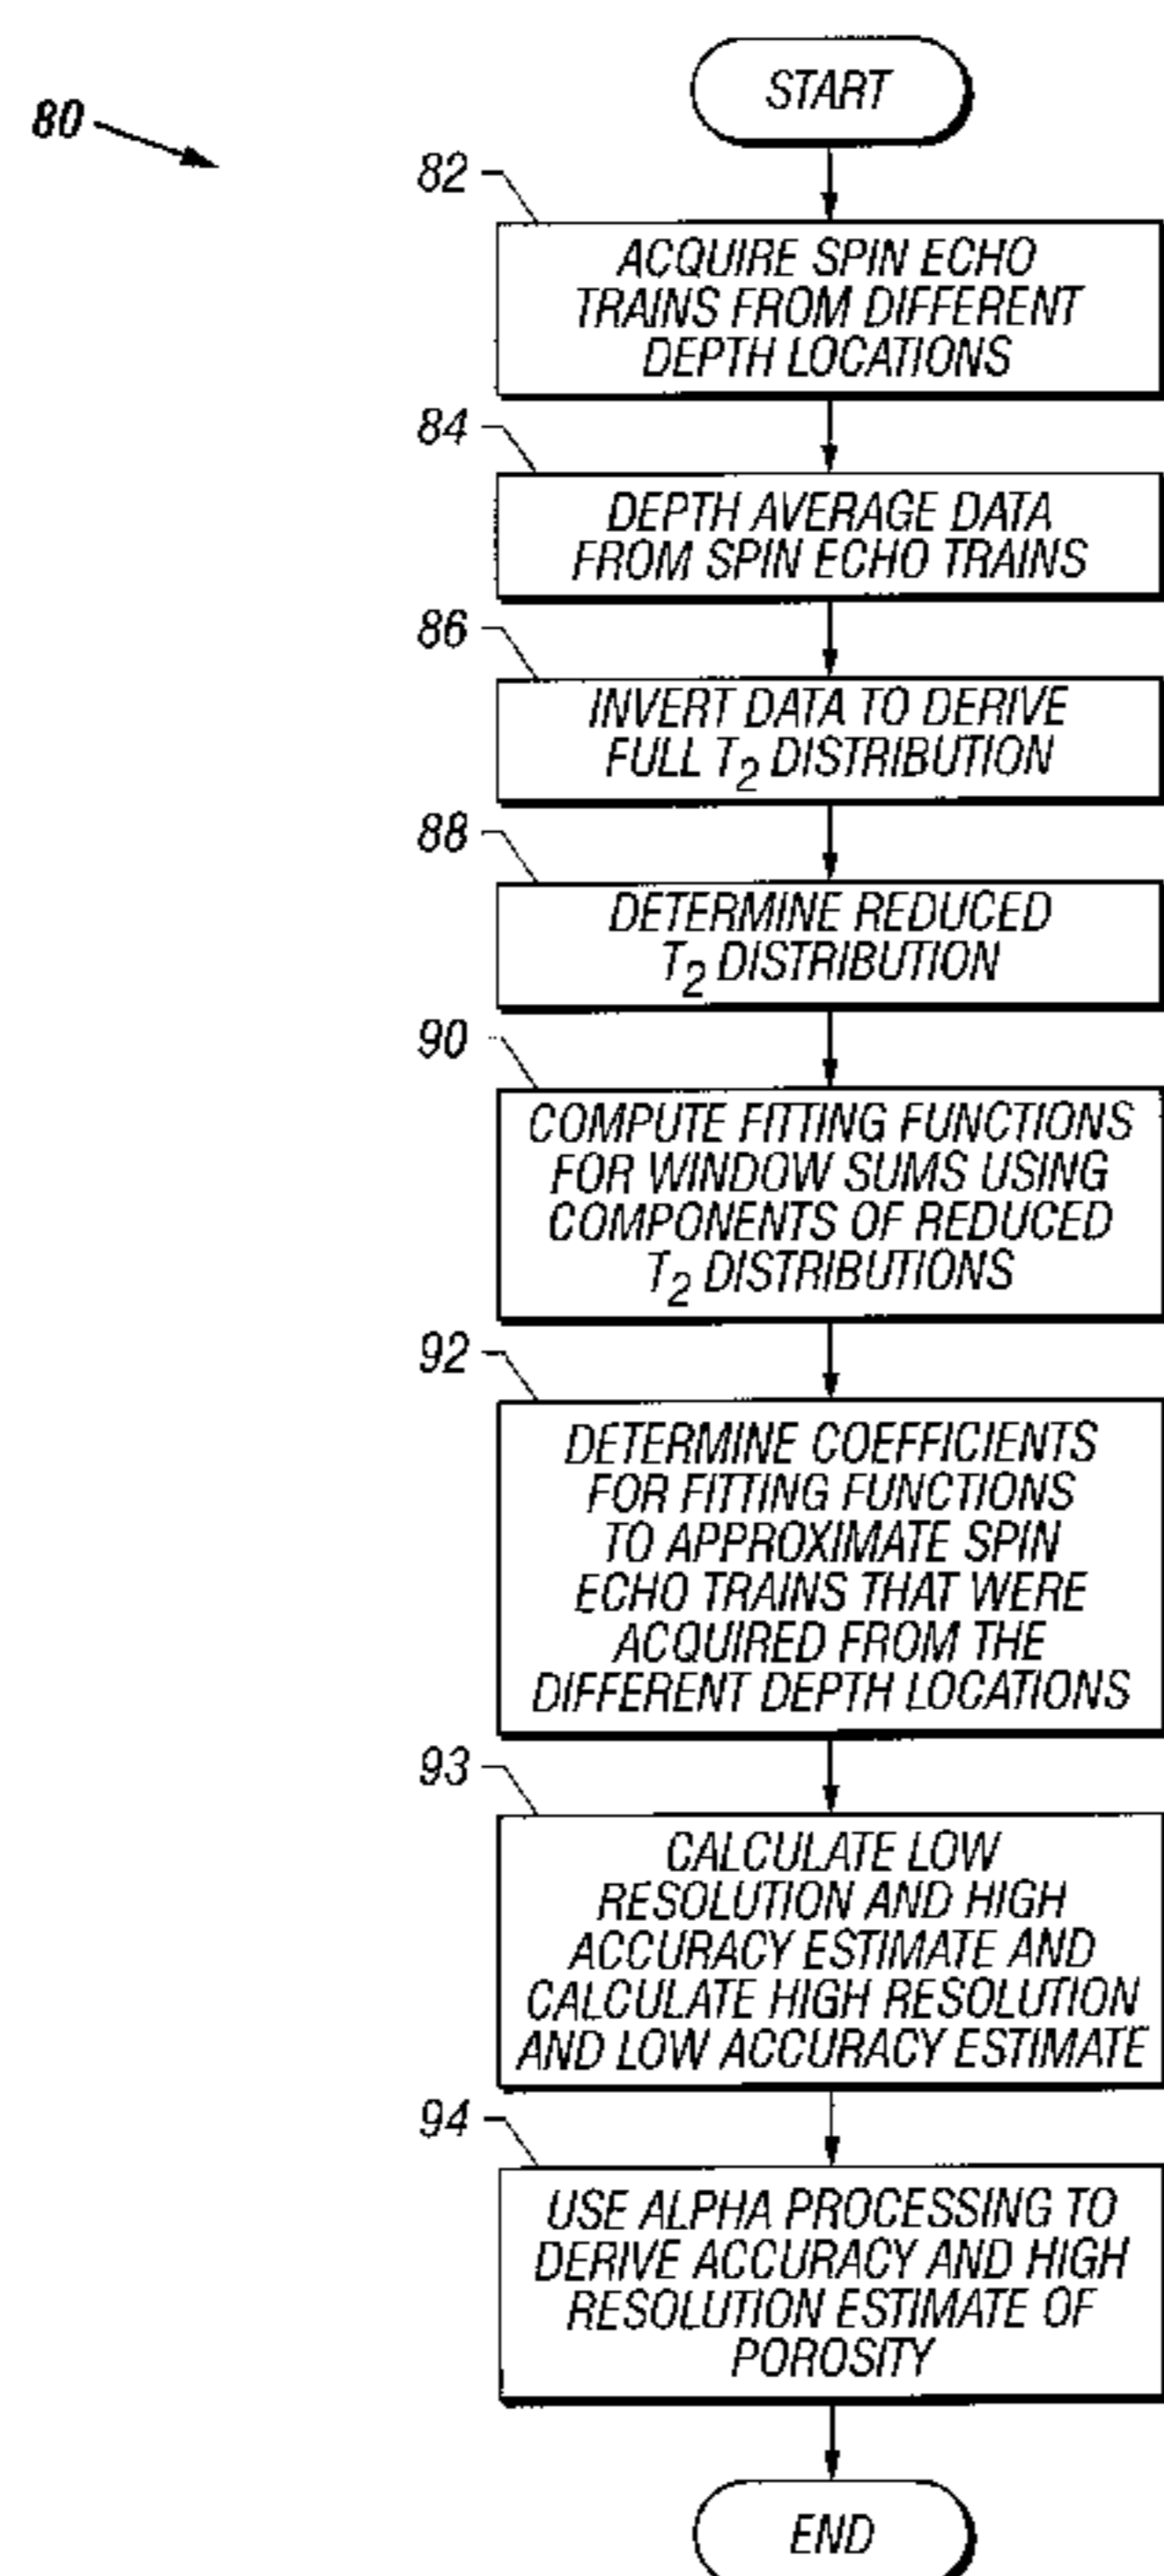 START
80
82
ACQUIRE SPIN ECHO
TRAINS FROM DIFFERENT
DEPTH LOCATIONS
84
DEPTH AVERAGE DATA
FROM SPIN ECHO TRAINS
86
INVERT DATA TO DERIVE
FULL T2 DISTRIBUTION
88
DETERMINE REDUCED
T2 DISTRIBUTION
90
COMPUTE FITTING FUNCTIONS
FOR WINDOW SUMS USING
COMPONENTS OF REDUCED
T2 DISTRIBUTIONS
92
DETERMINE COEFFICIENTS
FOR FITTING FUNCTIONS
TO APPROXIMATE SPIN
ECHO TRAINS THAT WERE
ACQUIRED FROM THE
DIFFERENT DEPTH LOCATIONS
93
CALCULATE LOW
RESOLUTION AND HIGH
ACCURACY ESTIMATE AND
CALCULATE HIGH RESOLUTION
AND LOW ACCURACY ESTIMATE
94
USE ALPHA PROCESSING TO
DERIVE ACCURACY AND HIGH
RESOLUTION ESTIMATE OF
POROSITY
END